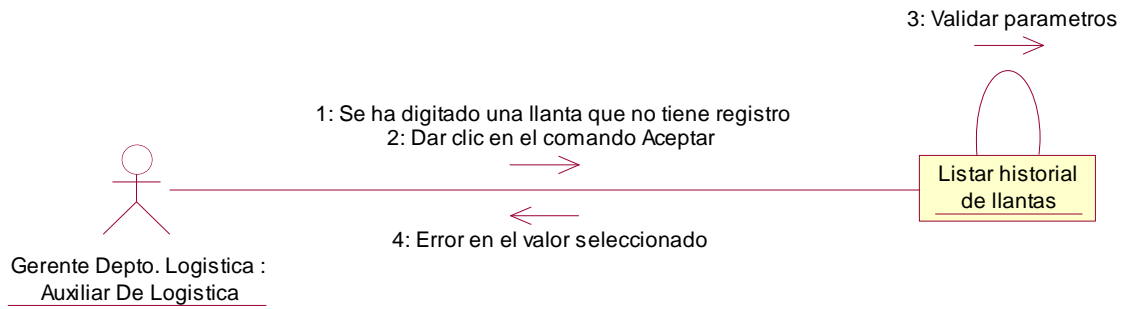 3: Validar parametros
1: Se ha digitado una llanta que no tiene registro
2: Dar clic en el comando Aceptar
Listar historial
de llantas
4: Error en el valor seleccionado
Gerente Depto. Logistica :
Auxiliar De Logistica